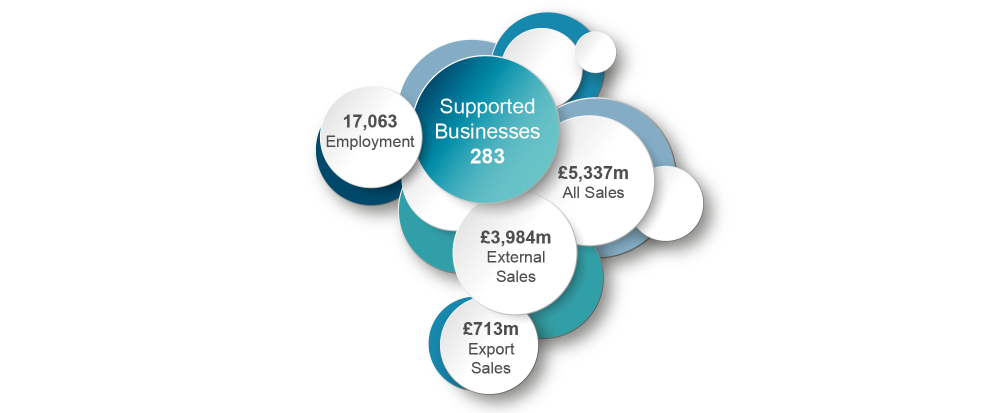 Supported
Businesses
283
17,063
Employment
£5,337m
All Sales
£3,984m
External
Sales
£713m
Export
Sales